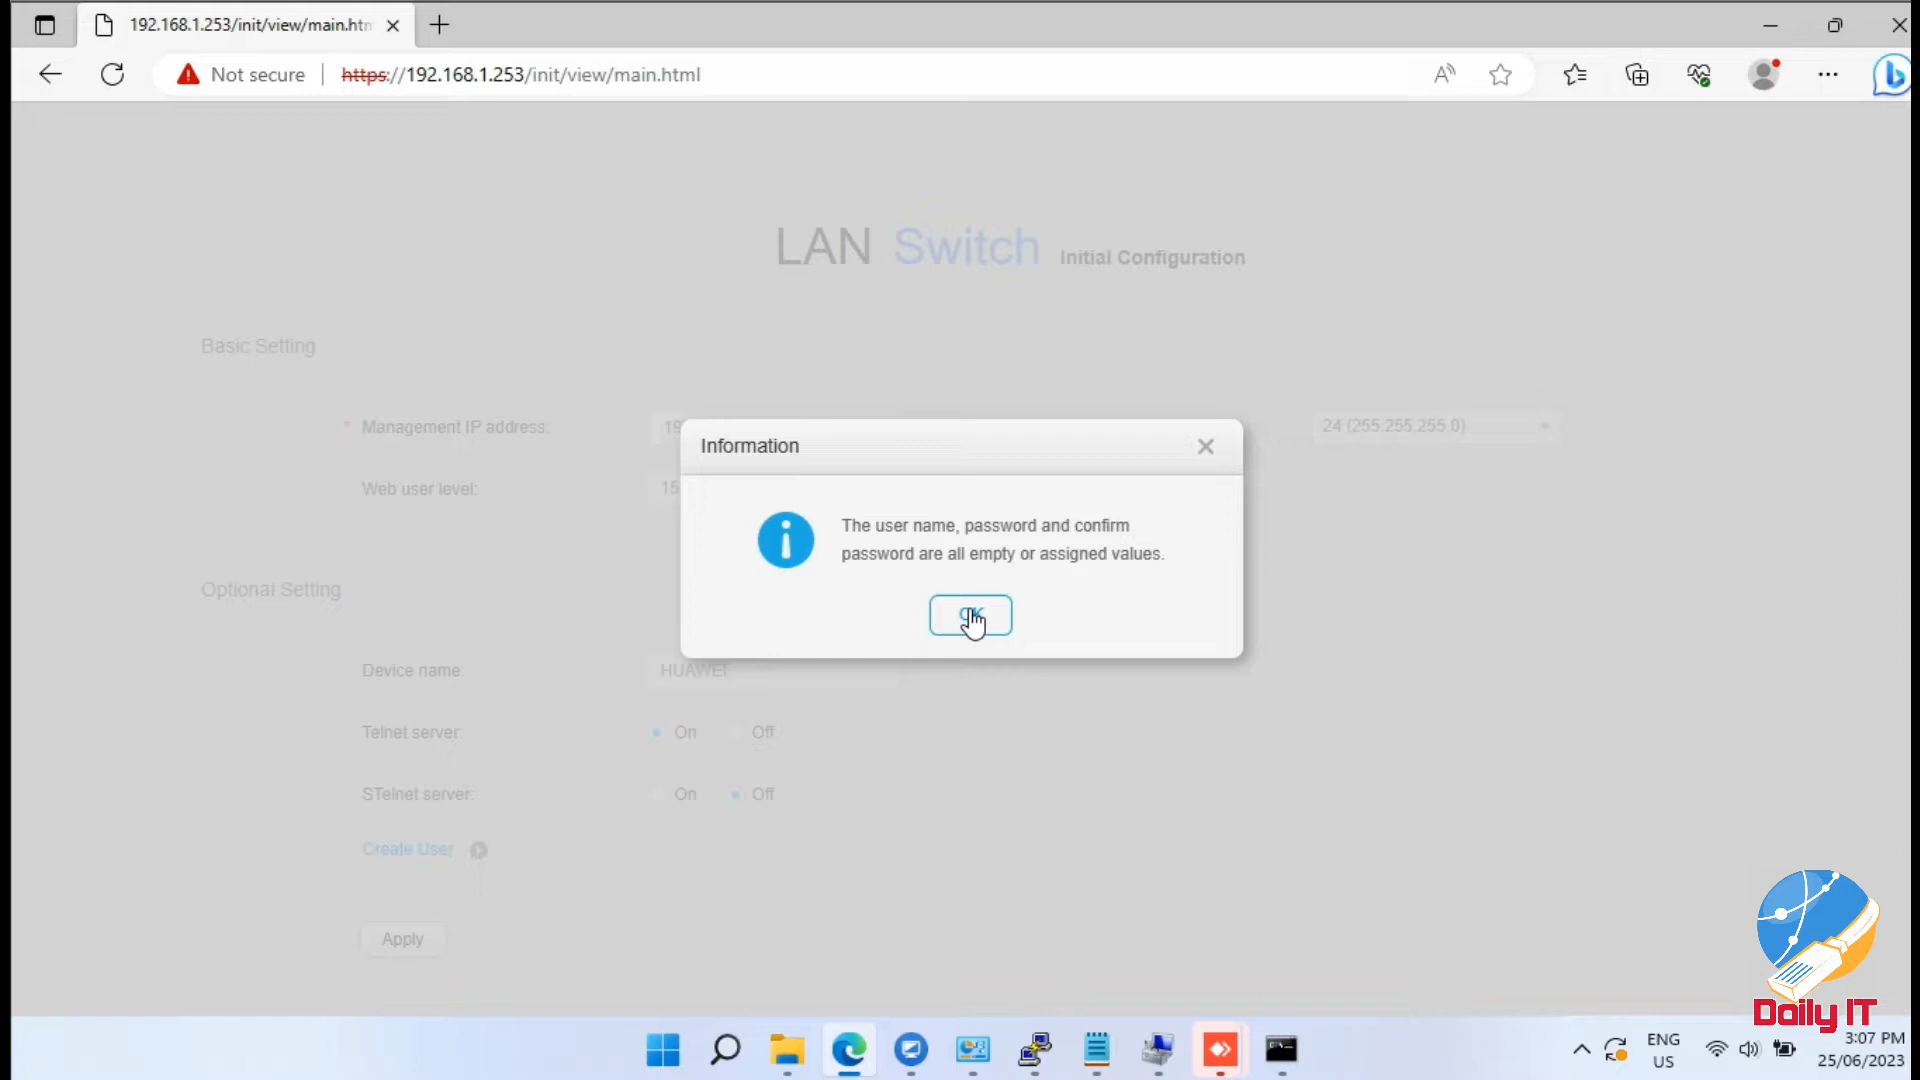 192.168.1.253/init/view/main.htm
Not secure
https://192.168.1.253/init/view/main.html
LAN Switch Initial Configuration
Basic Setting
* Management IP address:
19
24 (255.255.255.0)
Web user level:
15
Information
The user name, password and confirm
password are all empty or assigned values.
OK
Optional Setting
Device name:
HUAWEI
Telnet server:
On
Off
STelnet server:
On
Off
Create User
Apply
Daily IT
ENG
US
3:07 PM
25/06/2023